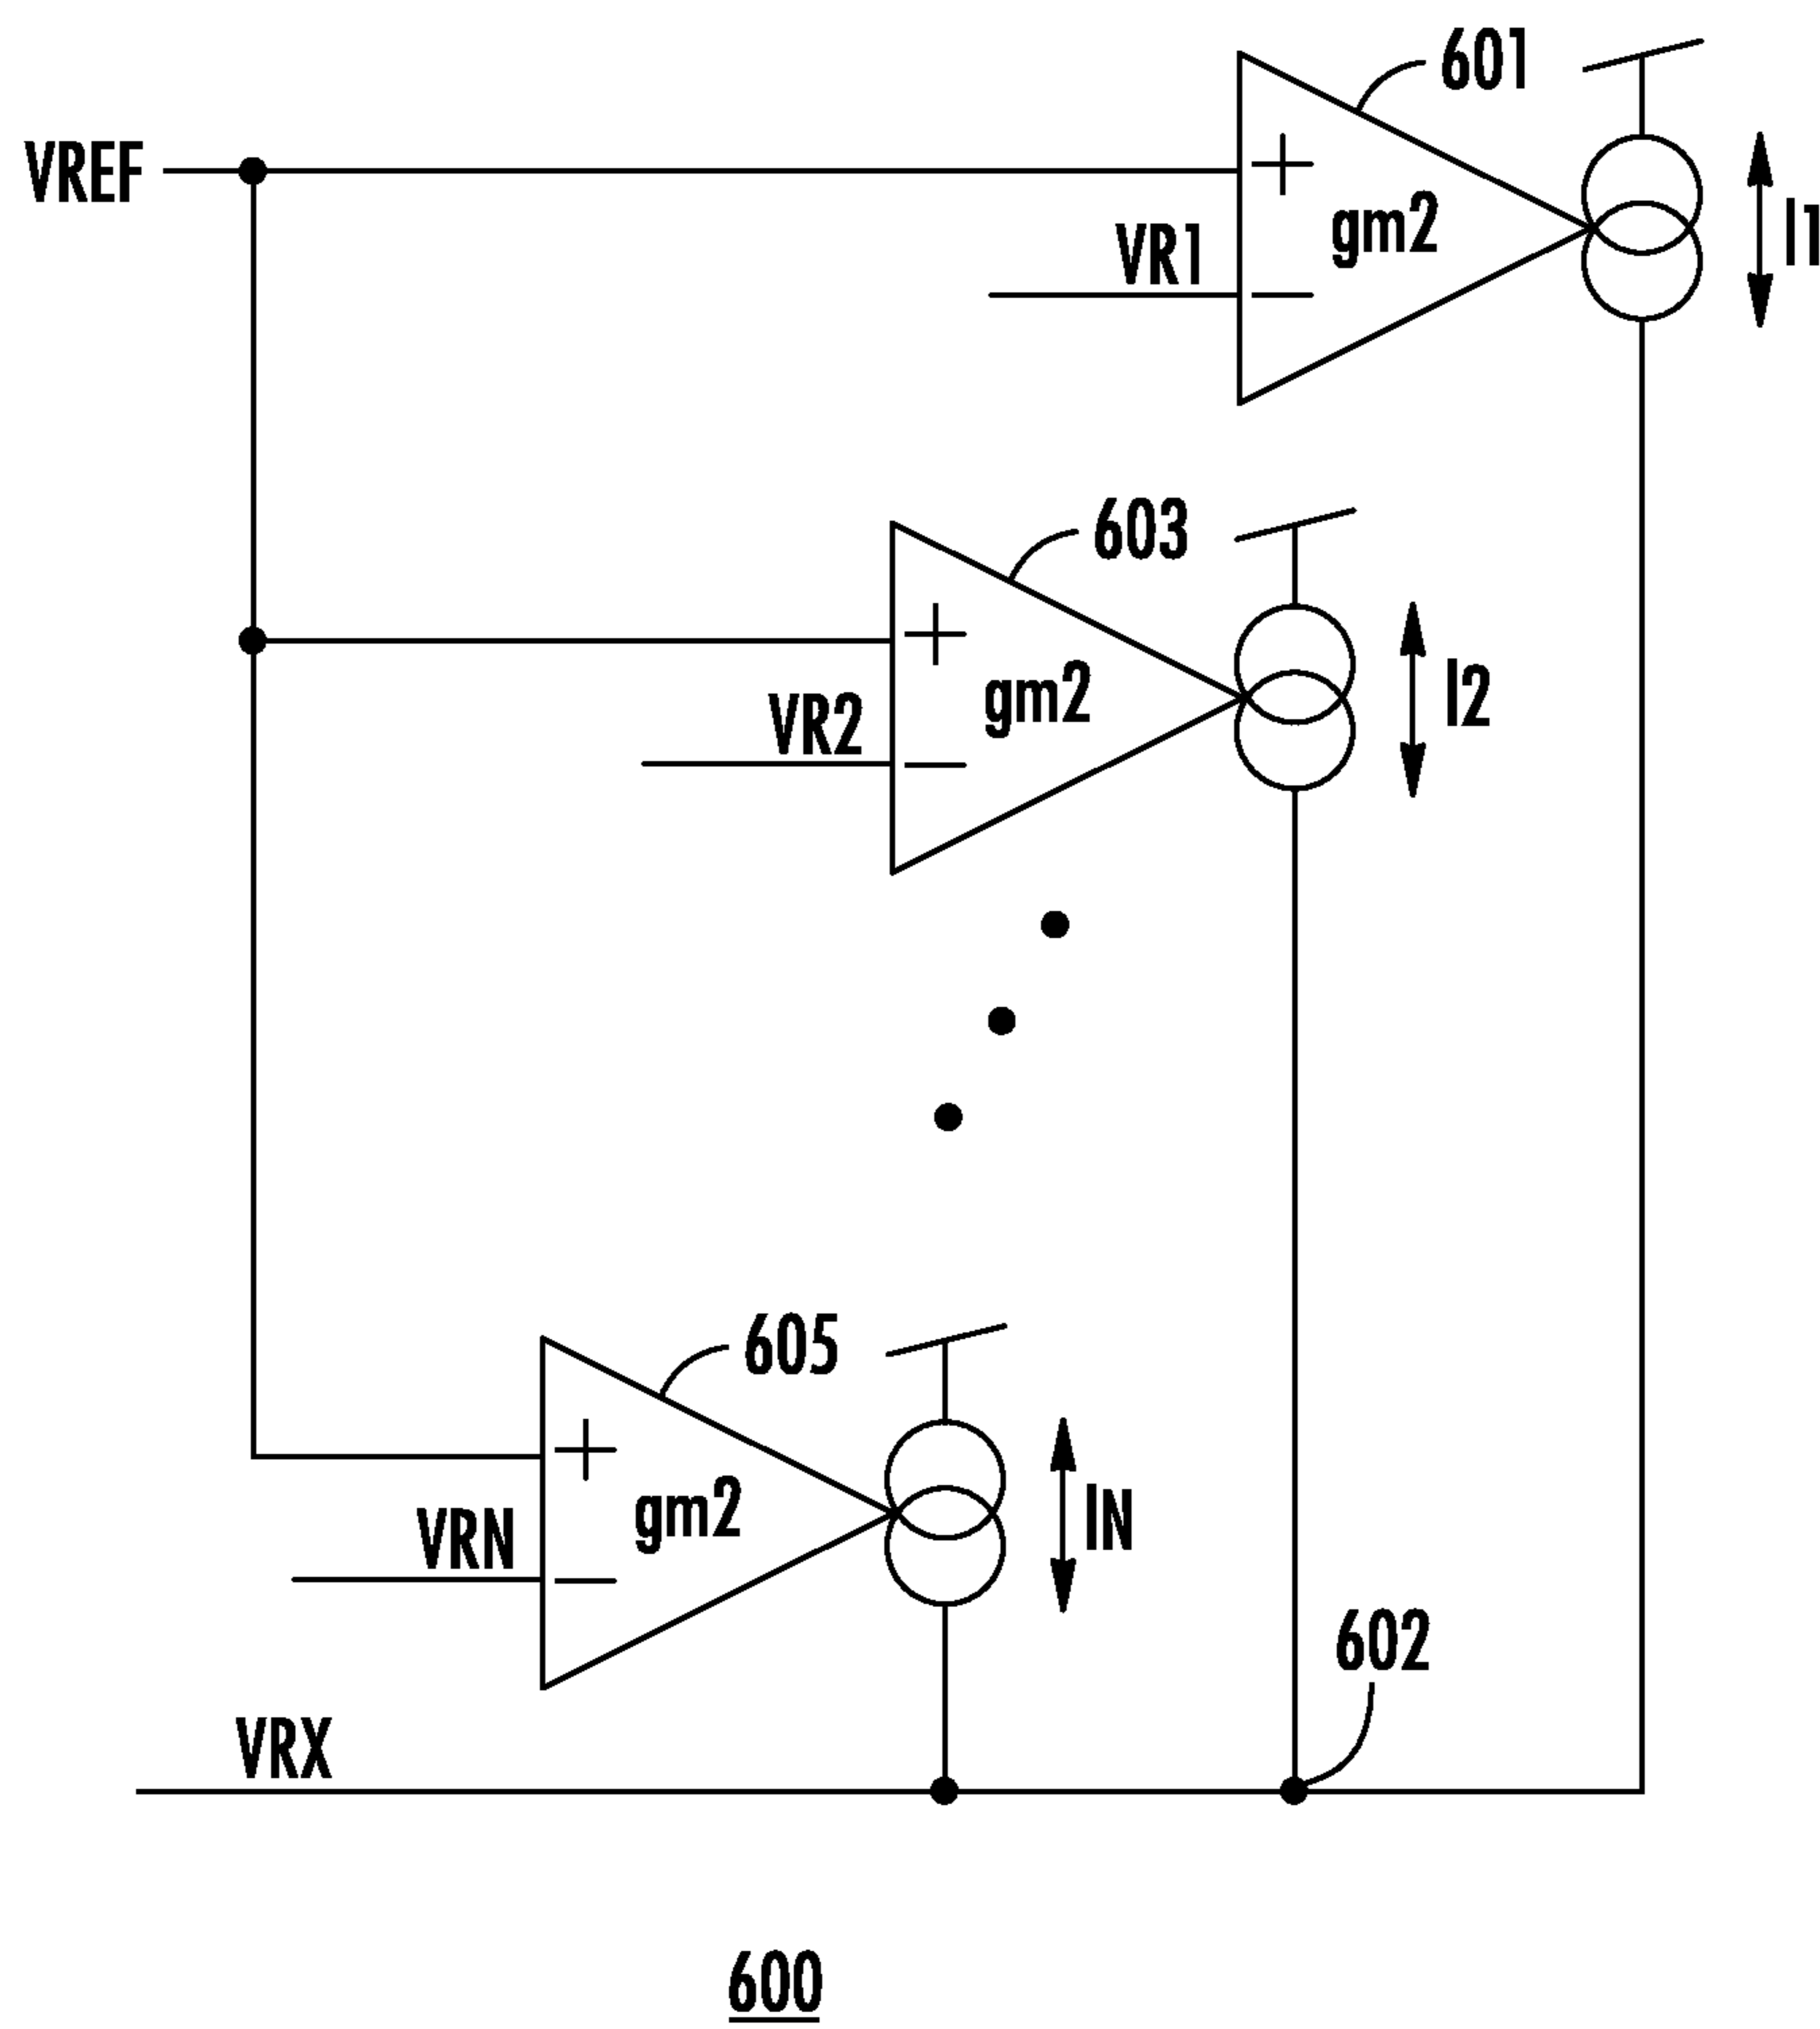 601
VREF
+
gm2
VR1
−
I1
603
+
gm2
VR2
−
I2
605
+
gm2
VRN
−
IN
602
VRX
600